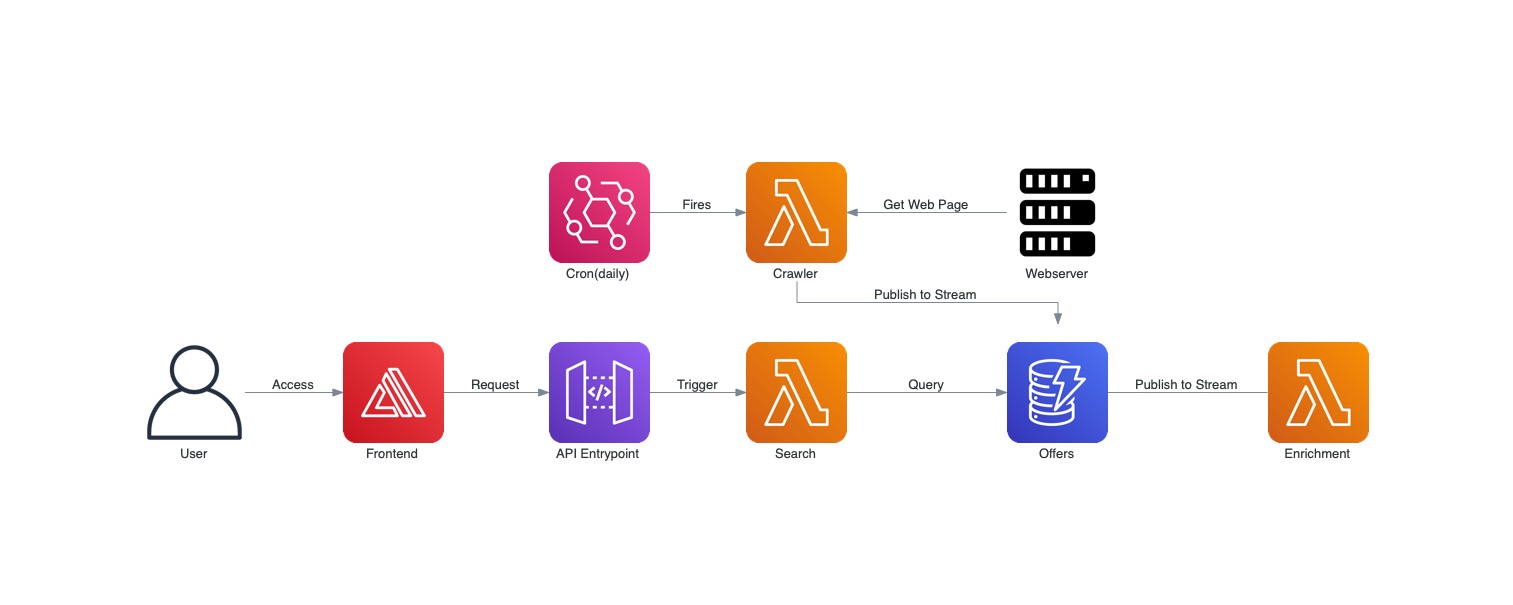 Fires
Get Web Page
Cron(daily)
Crawler
Webserver
Publish to Stream
Access
Request
Trigger
Query
Publish to Stream
User
Frontend
API Entrypoint
Search
Offers
Enrichment